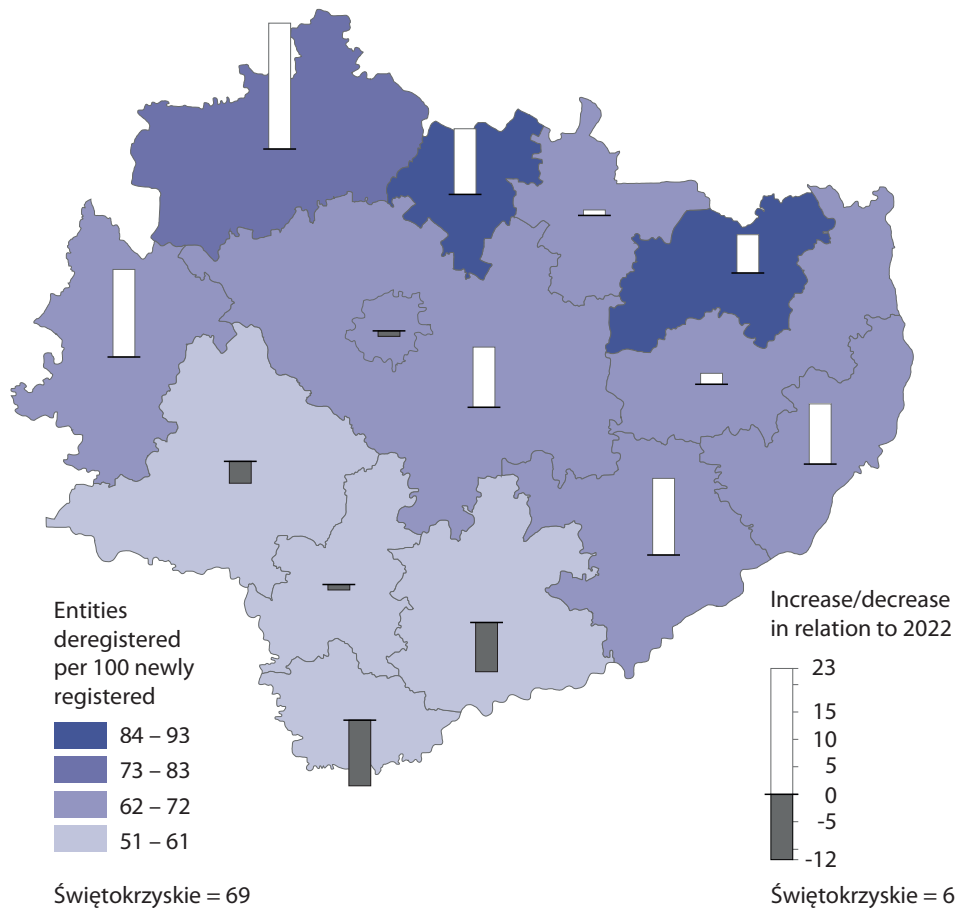 Entities
deregistered
per 100 newly
registered
84 – 93
73 – 83
62 – 72
51 – 61
Świętokrzyskie = 69
Increase/decrease
in relation to 2022
23
15
10
5
0
-5
-12
Świętokrzyskie = 6